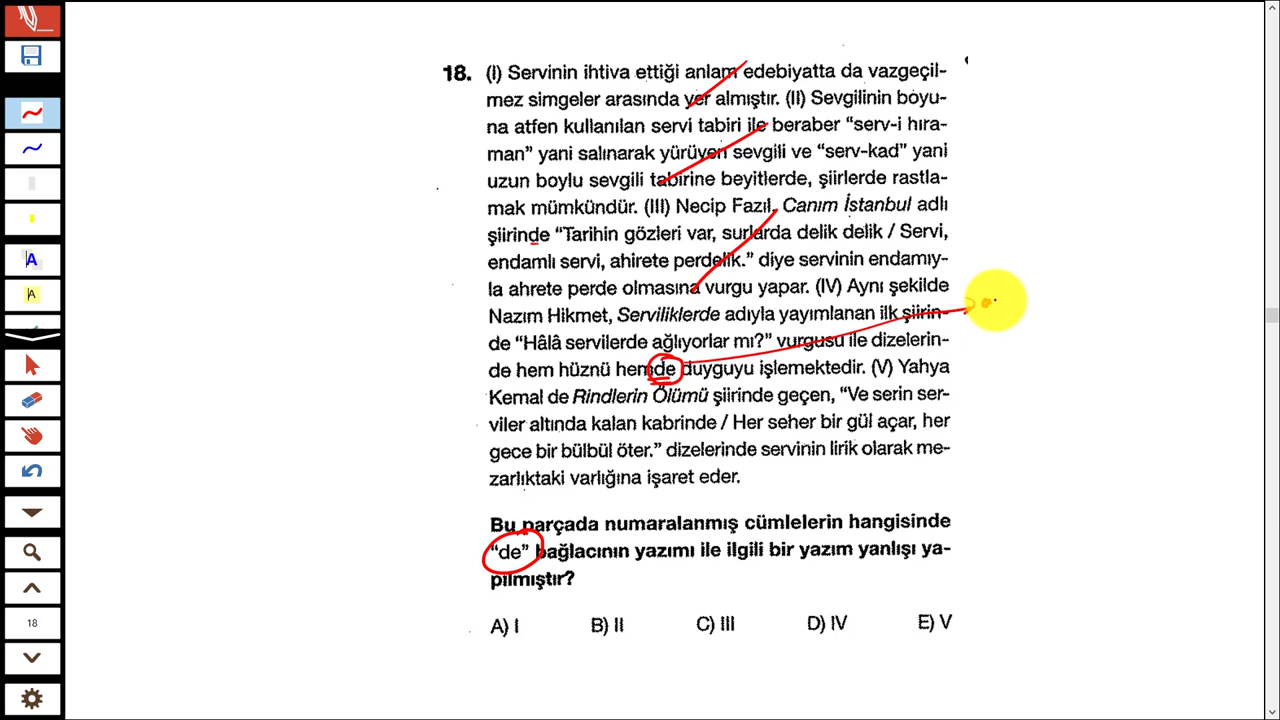 18. (I) Servinin ihtiva ettiği anlam edebiyatta da vazgeçil-
mez simgeler arasında yer almıştır. (II) Sevgilinin boyu-
na atfen kullanılan servi tabiri ile beraber “serv-i hıra-
man” yani salınarak yürüyen sevgili ve “serv-kad” yani
uzun boylu sevgili tabirine beyitlerde, şiirlerde rastla-
mak mümkündür. (III) Necip Fazıl, Canım İstanbul adlı
şiirinde “Tarihin gözleri var, surlarda delik delik / Servi,
endamlı servi, ahirete perdelik.” diye servinin endamıy-
la ahrete perde olmasına vurgu yapar. (IV) Aynı şekilde
Nazım Hikmet, Serviliklerde adıyla yayımlanan ilk şiirin-
de “Hâlâ servilerde ağlıyorlar mı?” vurgusu ile dizelerin-
de hem hüznü hemde duyguyu işlemektedir. (V) Yahya
Kemal de Rindlerin Ölümü şiirinde geçen, “Ve serin ser-
viler altında kalan kabrinde / Her seher bir gül açar, her
gece bir bülbül öter.” dizelerinde servinin lirik olarak me-
zarlıktaki varlığına işaret eder.
Bu parçada numaralanmış cümlelerin hangisinde
“de” bağlacının yazımı ile ilgili bir yazım yanlışı ya-
pılmıştır?
A) I B) II C) III D) IV E) V
A
A
18